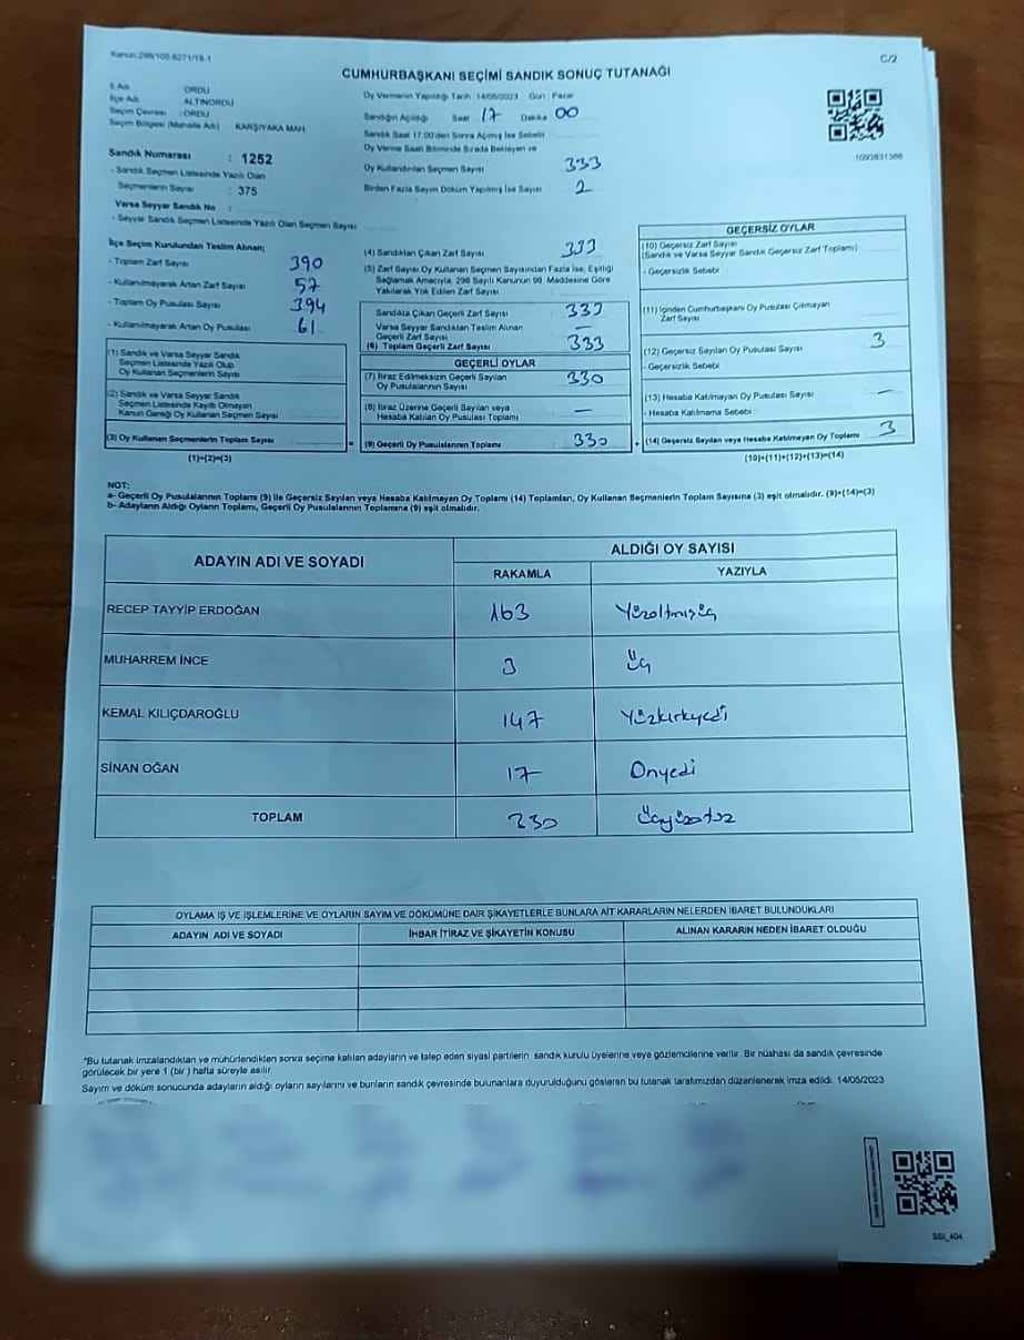 Kanun:298/105-6271/18-1
C/2
CUMHURBAŞKANI SEÇİMİ SANDIK SONUÇ TUTANAĞI
İl Adı : ORDU
İlçe Adı : ALTINORDU
Seçim Çevresi : ORDU
Seçim Bölgesi (Mahalle Adı) : KARŞIYAKA MAH.
Sandık Numarası : 1252
- Sandık Seçmen Listesinde Yazılı Olan
Seçmenlerin Sayısı : 375
Varsa Seyyar Sandık No :
- Seyyar Sandık Seçmen Listesinde Yazılı Olan Seçmen Sayısı
Oy Vermenin Yapıldığı Tarih : 14/05/2023 Gün : Pazar
Sandığın Açıldığı Saat : 17 Dakika 00
Sandık Saat 17:00'den Sonra Açılmış İse Sebebi
Oy Verme Saati Bitiminde Sırada Bekleyen ve
Oy Kullandırılan Seçmen Sayısı 333
Birden Fazla Sayım Döküm Yapılmış İse Sayısı 2
1090831386
İlçe Seçim Kurulundan Teslim Alınan;
- Toplam Zarf Sayısı 390
- Kullanılmayarak Artan Zarf Sayısı 57
- Toplam Oy Pusulası Sayısı 394
- Kullanılmayarak Artan Oy Pusulası 61
(1) Sandık ve Varsa Seyyar Sandık
Seçmen Listesinde Yazılı Olup
Oy Kullanan Seçmenlerin Sayısı
(2) Sandık ve Varsa Seyyar Sandık
Seçmen Listesinde Kayıtlı Olmayan
Kanun Gereği Oy Kullanan Seçmen Sayısı
(3) Oy Kullanan Seçmenlerin Toplam Sayısı
(1)+(2)=(3)
(4) Sandıktan Çıkan Zarf Sayısı 333
(5) Zarf Sayısı Oy Kullanan Seçmen Sayısından Fazla İse, Eşitliği
Sağlamak Amacıyla, 298 Sayılı Kanunun 98. Maddesine Göre
Yakılarak Yok Edilen Zarf Sayısı
Sandıkta Çıkan Geçerli Zarf Sayısı 333
Varsa Seyyar Sandıktan Teslim Alınan
Geçerli Zarf Sayısı —
(6) Toplam Geçerli Zarf Sayısı 333
GEÇERLİ OYLAR
(7) İtiraz Edilmeksizin Geçerli Sayılan
Oy Pusulalarının Sayısı 330
(8) İtiraz Üzerine Geçerli Sayılan veya
Hesaba Katılan Oy Pusulası Toplamı —
= (9) Geçerli Oy Pusulalarının Toplamı 330
GEÇERSİZ OYLAR
(10) Geçersiz Zarf Sayısı
(Sandık ve Varsa Seyyar Sandık Geçersiz Zarf Toplamı)
- Geçersizlik Sebebi
(11) İçinden Cumhurbaşkanı Oy Pusulası Çıkmayan
Zarf Sayısı
(12) Geçersiz Sayılan Oy Pusulası Sayısı 3
- Geçersizlik Sebebi
(13) Hesaba Katılmayan Oy Pusulası Sayısı —
- Hesaba Katılmama Sebebi
+ (14) Geçersiz Sayılan veya Hesaba Katılmayan Oy Toplamı 3
(10)+(11)+(12)+(13)=(14)
NOT:
a- Geçerli Oy Pusulalarının Toplamı (9) ile Geçersiz Sayılan veya Hesaba Katılmayan Oy Toplamı (14) Toplamları, Oy Kullanan Seçmenlerin Toplam Sayısına (3) eşit olmalıdır. (9)+(14)=(3)
b- Adayların Aldığı Oyların Toplamı, Geçerli Oy Pusulalarının Toplamına (9) eşit olmalıdır.
ADAYIN ADI VE SOYADI
ALDIĞI OY SAYISI
RAKAMLA YAZIYLA
RECEP TAYYİP ERDOĞAN 163 Yüzaltmışüç
MUHARREM İNCE 3 Üç
KEMAL KILIÇDAROĞLU 147 Yüzkırkyedi
SİNAN OĞAN 17 Onyedi
TOPLAM 330 Üçyüzotuz
OYLAMA İŞ VE İŞLEMLERİNE VE OYLARIN SAYIM VE DÖKÜMÜNE DAİR ŞİKAYETLERLE BUNLARA AİT KARARLARIN NELERDEN İBARET BULUNDUKLARI
ADAYIN ADI VE SOYADI İHBAR İTİRAZ VE ŞİKAYETİN KONUSU ALINAN KARARIN NEDEN İBARET OLDUĞU
*Bu tutanak imzalandıktan ve mühürlendikten sonra seçime katılan adayların ve talep eden siyasi partilerin sandık kurulu üyelerine veya gözlemcilerine verilir. Bir nüshası da sandık çevresinde
görülecek bir yere 1 (bir) hafta süreyle asılır.
Sayım ve döküm sonucunda adayların aldığı oyların sayılarını ve bunların sandık çevresinde bulunanlara duyurulduğunu gösteren bu tutanak tarafımızdan düzenlenerek imza edildi. 14/05/2023
SSI_404